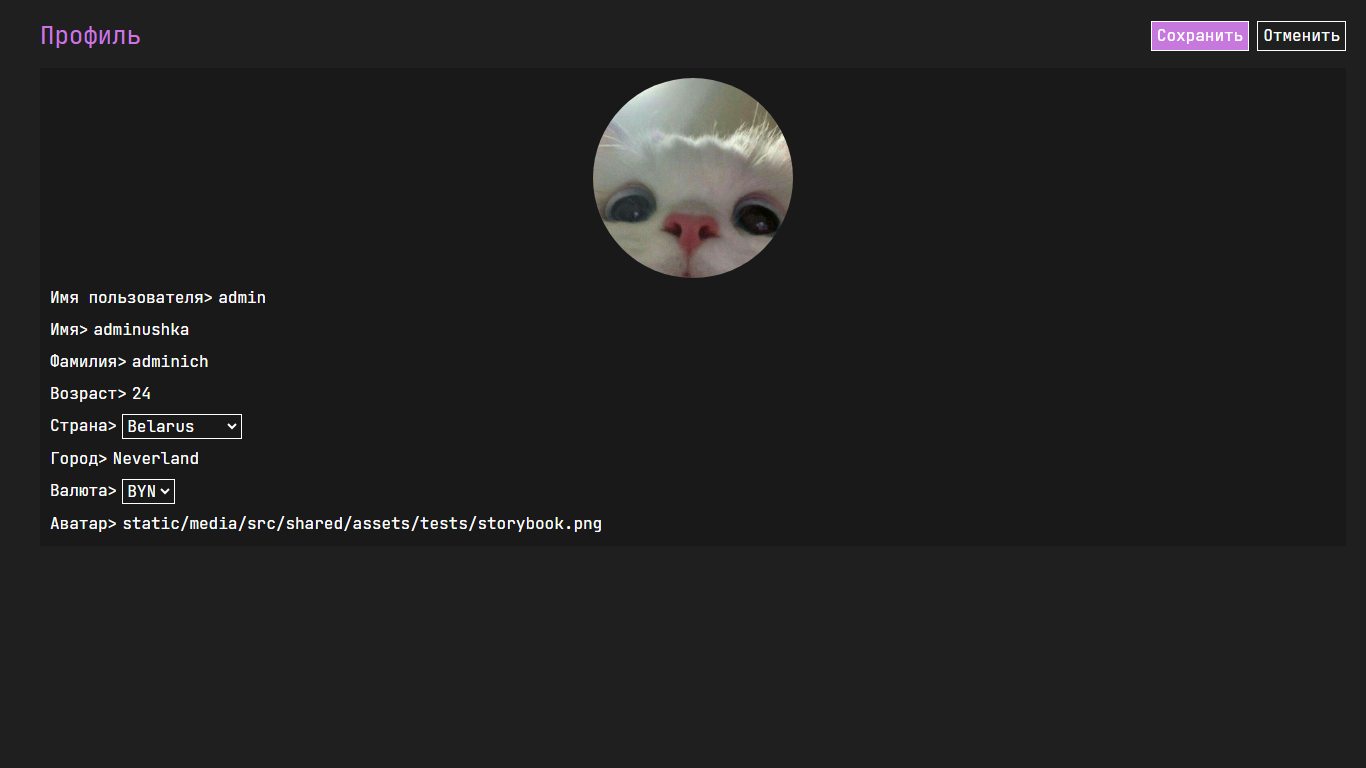 Профиль
Сохранить Отменить
Имя пользователя> admin
Имя> adminushka
Фамилия> adminich
Возраст> 24
Страна> Belarus
Город> Neverland
Валюта> BYN
Аватар> static/media/src/shared/assets/tests/storybook.png